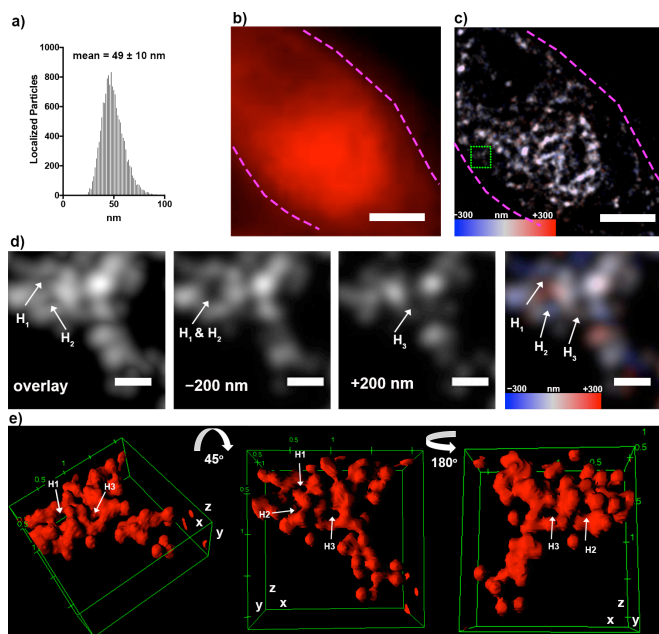 a)
mean = 49 ± 10 nm
Localized Particles
1000
800
600
400
200
0
0
50
100
nm
b)
c)
−300
nm
+300
d)
H1
H2
overlay
H1 & H2
−200 nm
H3
+200 nm
H1
H2
H3
−300
nm
+300
e)
45o
180o
H1
H3
z
x
y
H1
H2
H3
z
y
x
H3
H2
z
x
y